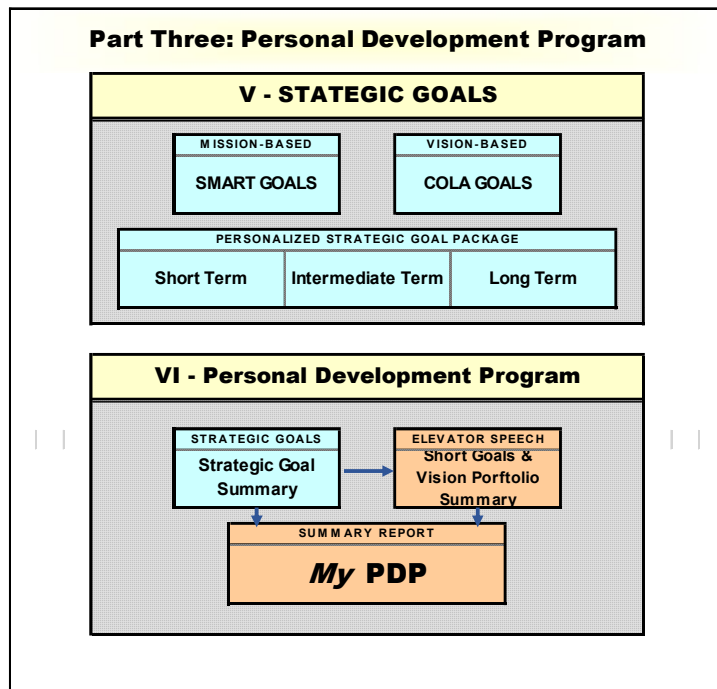 Part Three: Personal Development Program
V - STATEGIC GOALS
MISSION-BASED
SMART GOALS
VISION-BASED
COLA GOALS
PERSONALIZED STRATEGIC GOAL PACKAGE
Short Term
Intermediate Term
Long Term
VI - Personal Development Program
STRATEGIC GOALS
Strategic Goal
Summary
ELEVATOR SPEECH
Short Goals &
Vision Porftolio
Summary
SUMMARY REPORT
My PDP